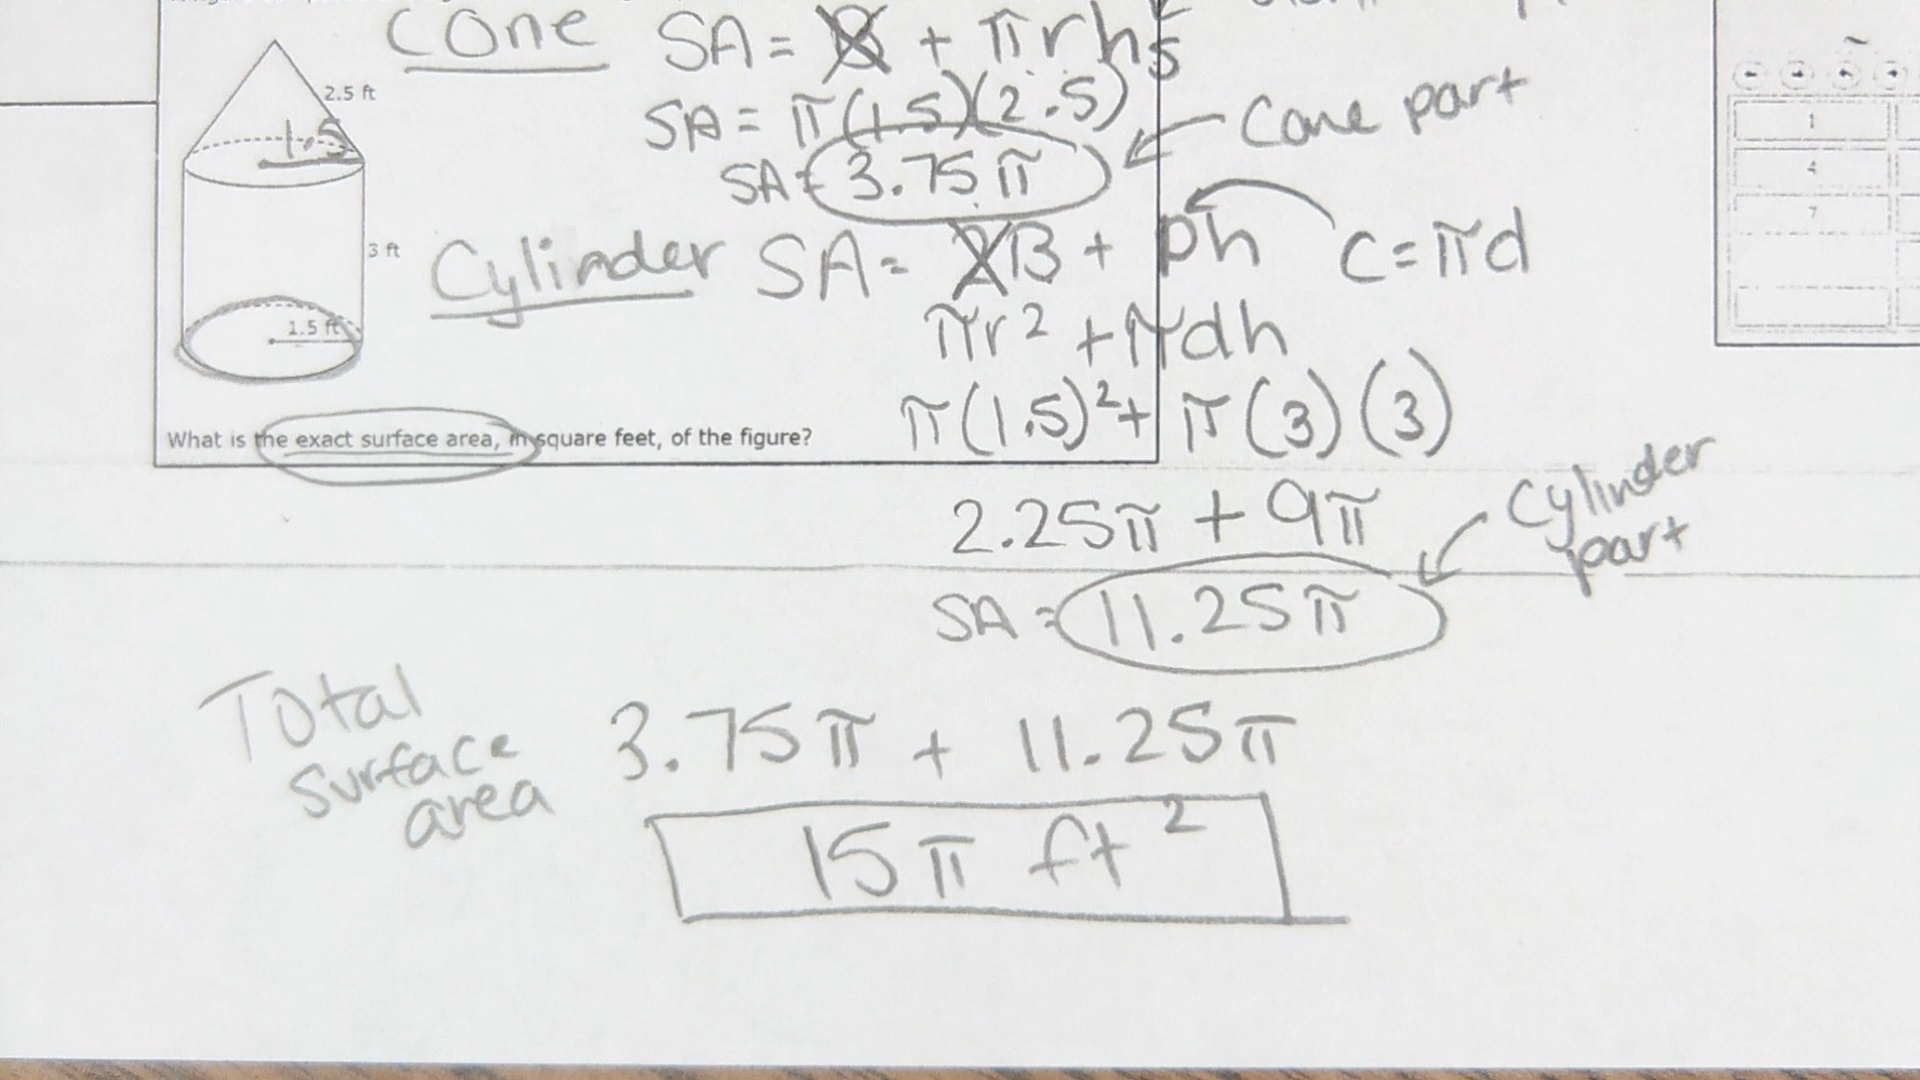 Cone SA = B + πrhs
2.5 ft
SA = π(1.5)(2.5)
Cone part
1.5
SA = 3.75π
3 ft
Cylinder SA = 2B + ph
C = πd
πr² + πdh
1.5 ft
π(1.5)² + π(3)(3)
What is the exact surface area, in square feet, of the figure?
2.25π + 9π
Cylinder
part
SA = 11.25π
Total
surface
area
3.75π + 11.25π
15π ft²
1
4
7